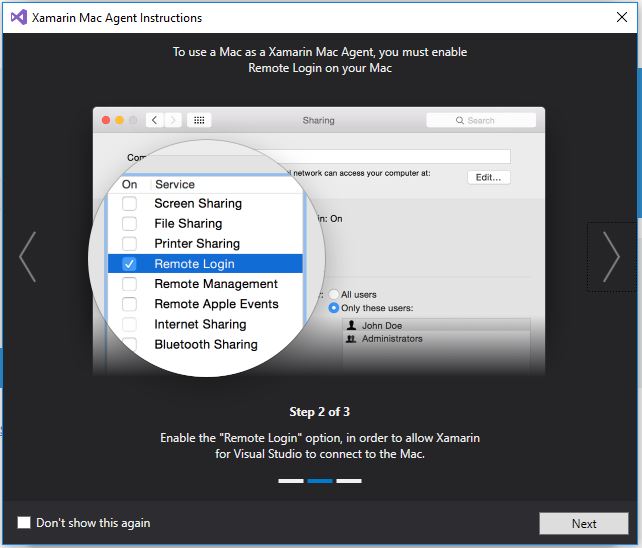 Xamarin Mac Agent Instructions
To use a Mac as a Xamarin Mac Agent, you must enable
Remote Login on your Mac
Sharing
Search
network can access your computer at:
Edit...
On Service
Screen Sharing
File Sharing
Printer Sharing
Remote Login
Remote Management
Remote Apple Events
Internet Sharing
Bluetooth Sharing
On
All users
Only these users:
John Doe
Administrators
Step 2 of 3
Enable the "Remote Login" option, in order to allow Xamarin
for Visual Studio to connect to the Mac.
Don't show this again
Next